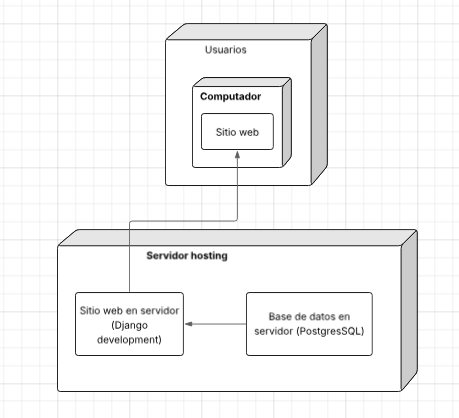 Usuarios
Computador
Sitio web
Servidor hosting
Sitio web en servidor
(Django
development)
Base de datos en
servidor (PostgresSQL)